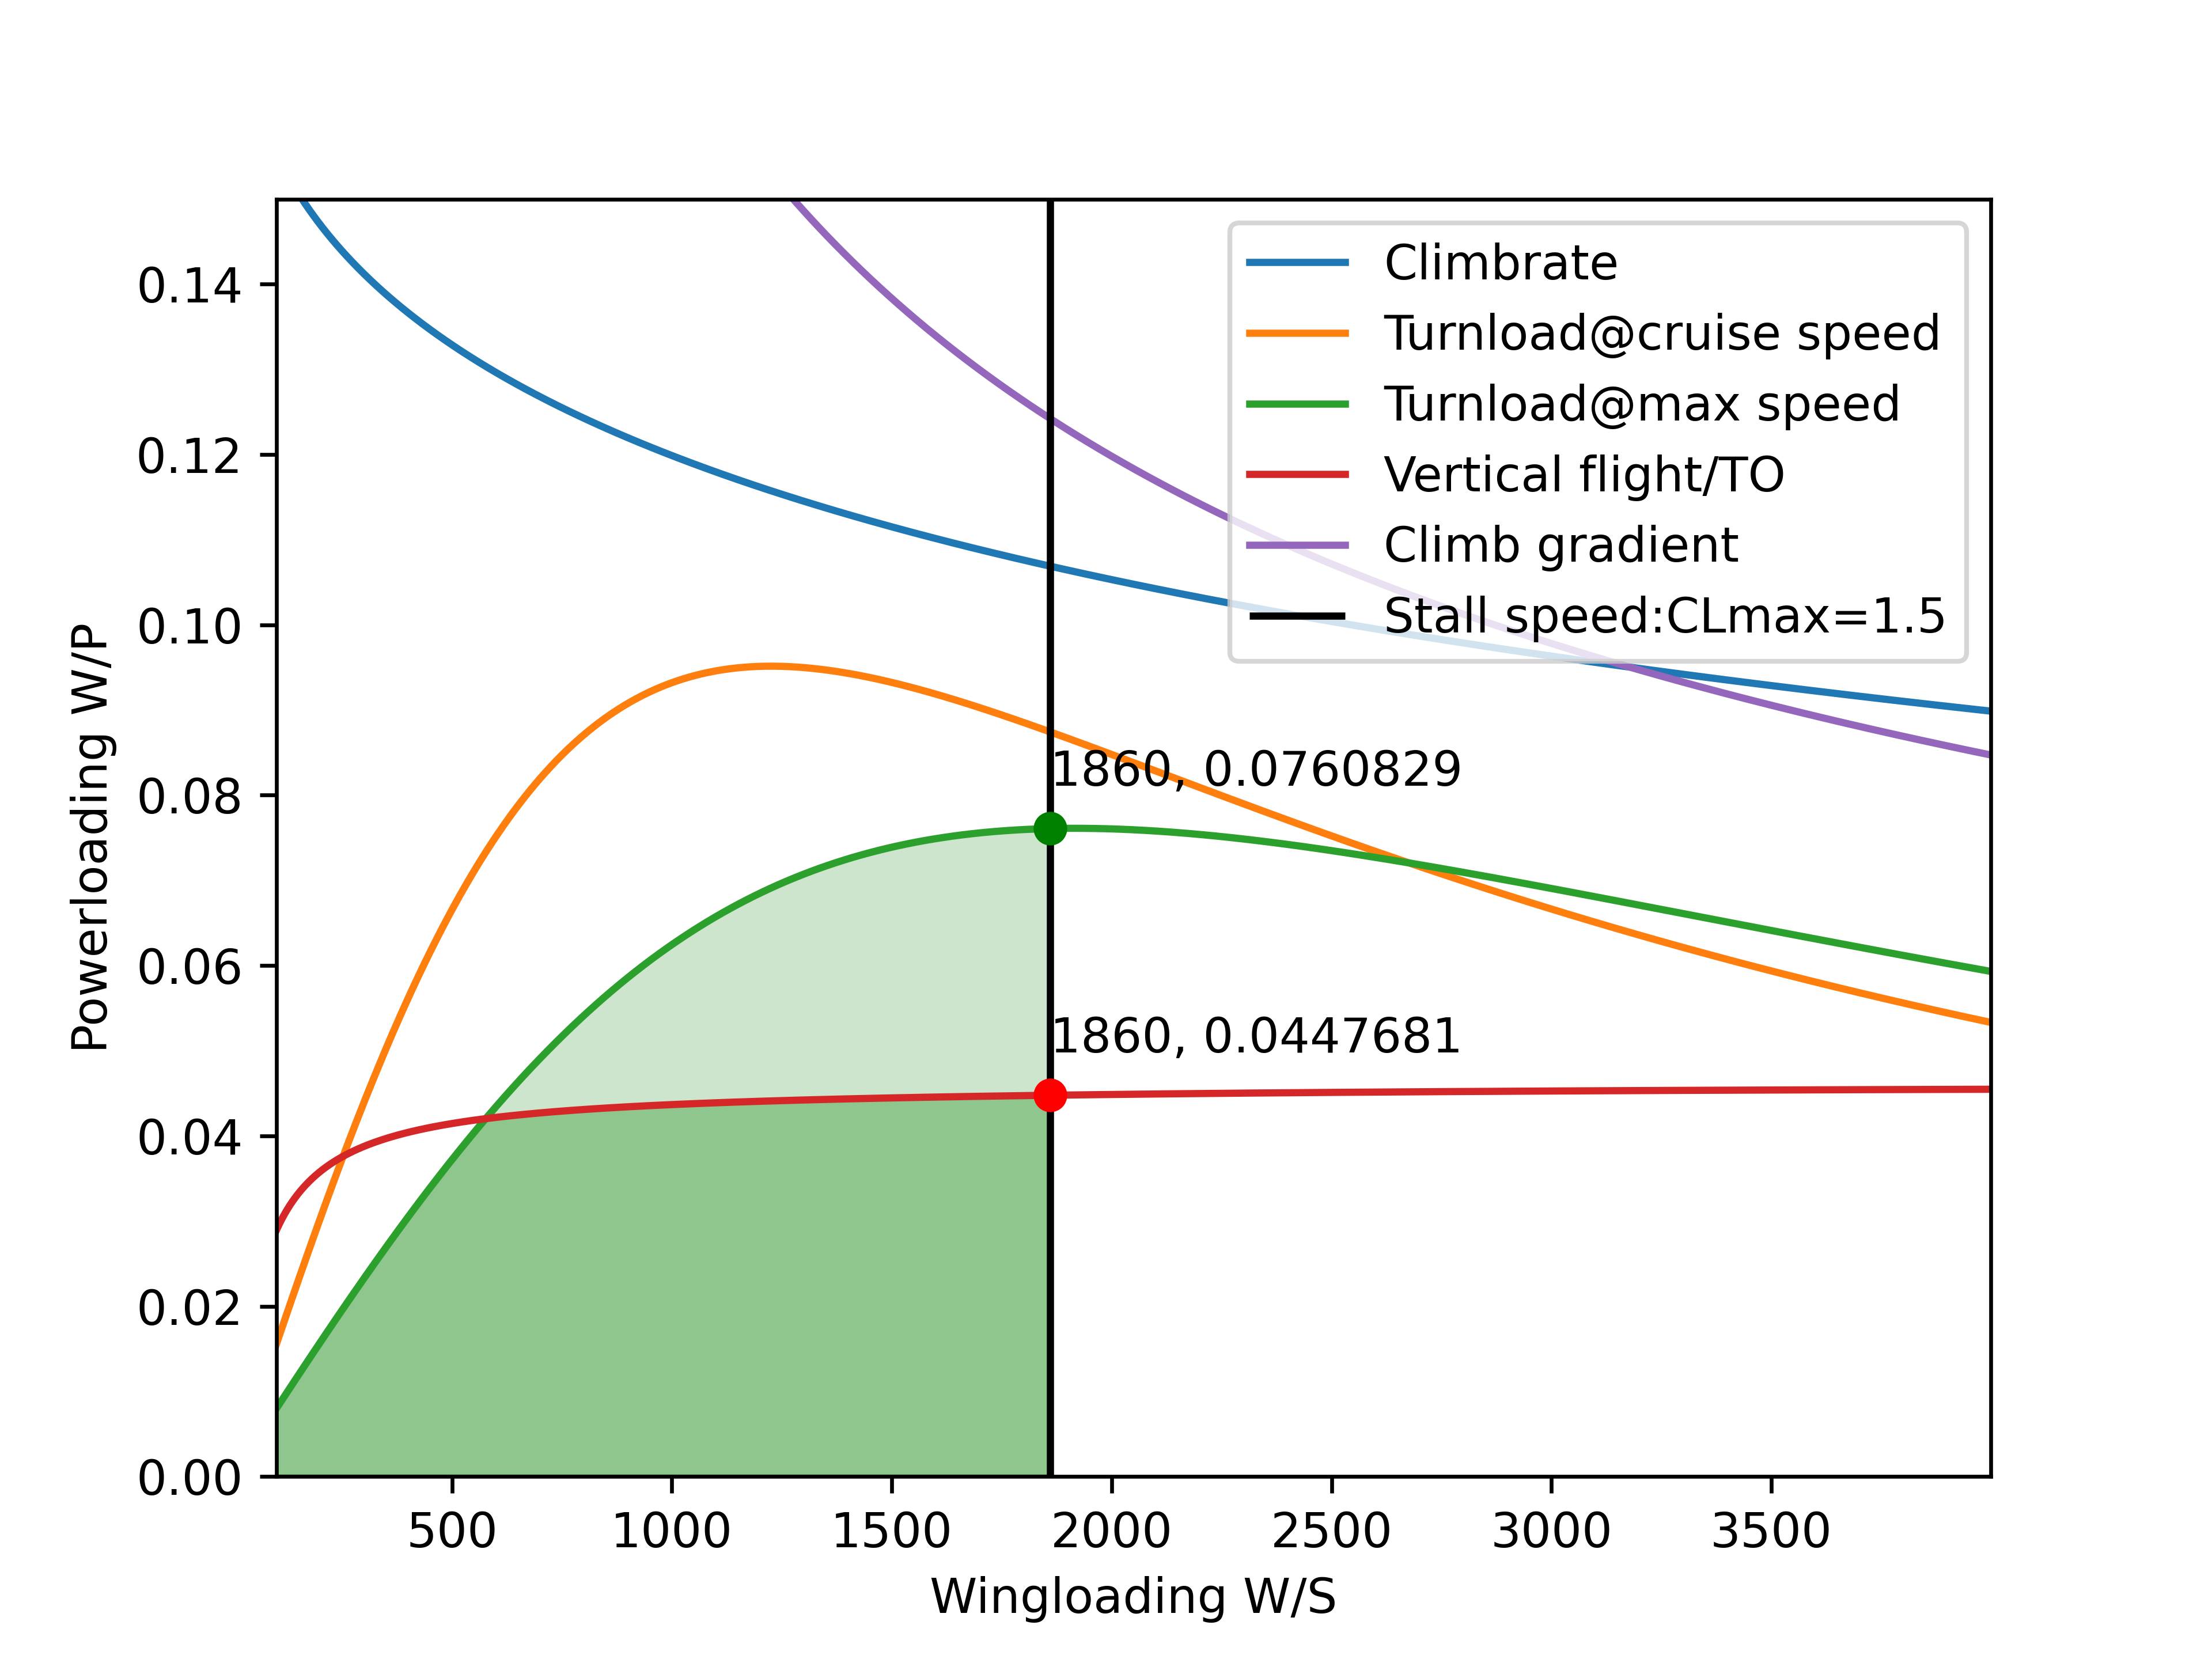 Climbrate
Turnload@cruise speed
Turnload@max speed
Vertical flight/TO
Climb gradient
Stall speed:CLmax=1.5
0.14
0.12
0.10
0.08
0.06
0.04
0.02
0.00
Powerloading W/P
1860, 0.0760829
1860, 0.0447681
500 1000 1500 2000 2500 3000 3500
Wingloading W/S